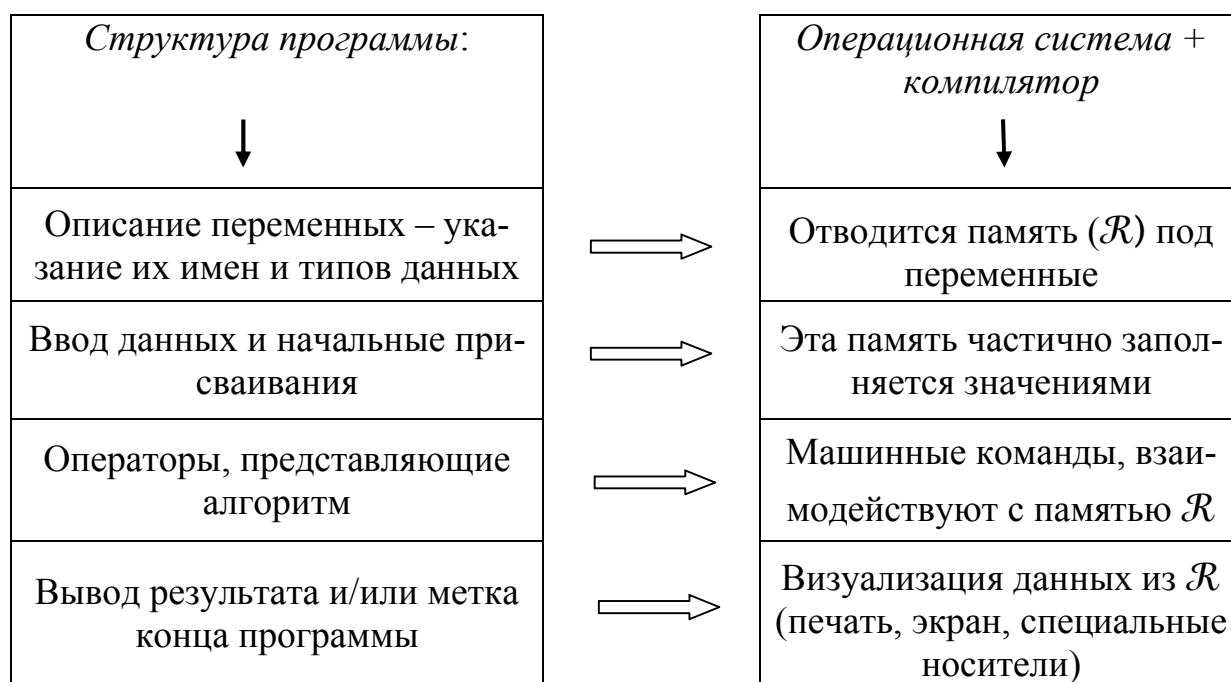 Структура программы:
Операционная система +
компилятор
Описание переменных – ука-
зание их имен и типов данных
Отводится память (ℛ) под
переменные
Ввод данных и начальные при-
сваивания
Эта память частично запол-
няется значениями
Операторы, представляющие
алгоритм
Машинные команды, взаи-
модействуют с памятью ℛ
Вывод результата и/или метка
конца программы
Визуализация данных из ℛ
(печать, экран, специальные
носители)